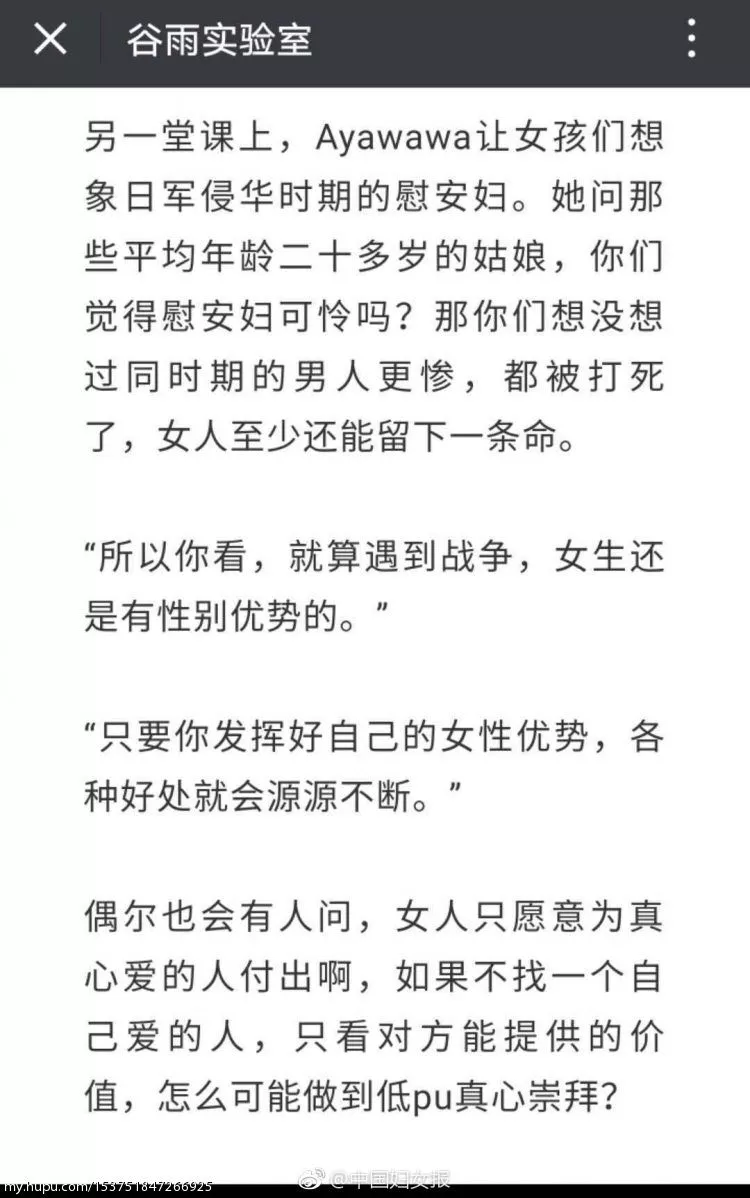 谷雨实验室
另一堂课上，Ayawawa让女孩们想
象日军侵华时期的慰安妇。她问那
些平均年龄二十多岁的姑娘，你们
觉得慰安妇可怜吗？那你们想没想
过同时期的男人更惨，都被打死
了，女人至少还能留下一条命。
“所以你看，就算遇到战争，女生还
是有性别优势的。”
“只要你发挥好自己的女性优势，各
种好处就会源源不断。”
偶尔也会有人问，女人只愿意为真
心爱的人付出啊，如果不找一个自
己爱的人，只看对方能提供的价
值，怎么可能做到低pu真心崇拜？
my.hupu.com/153751847266925
@中国妇女报